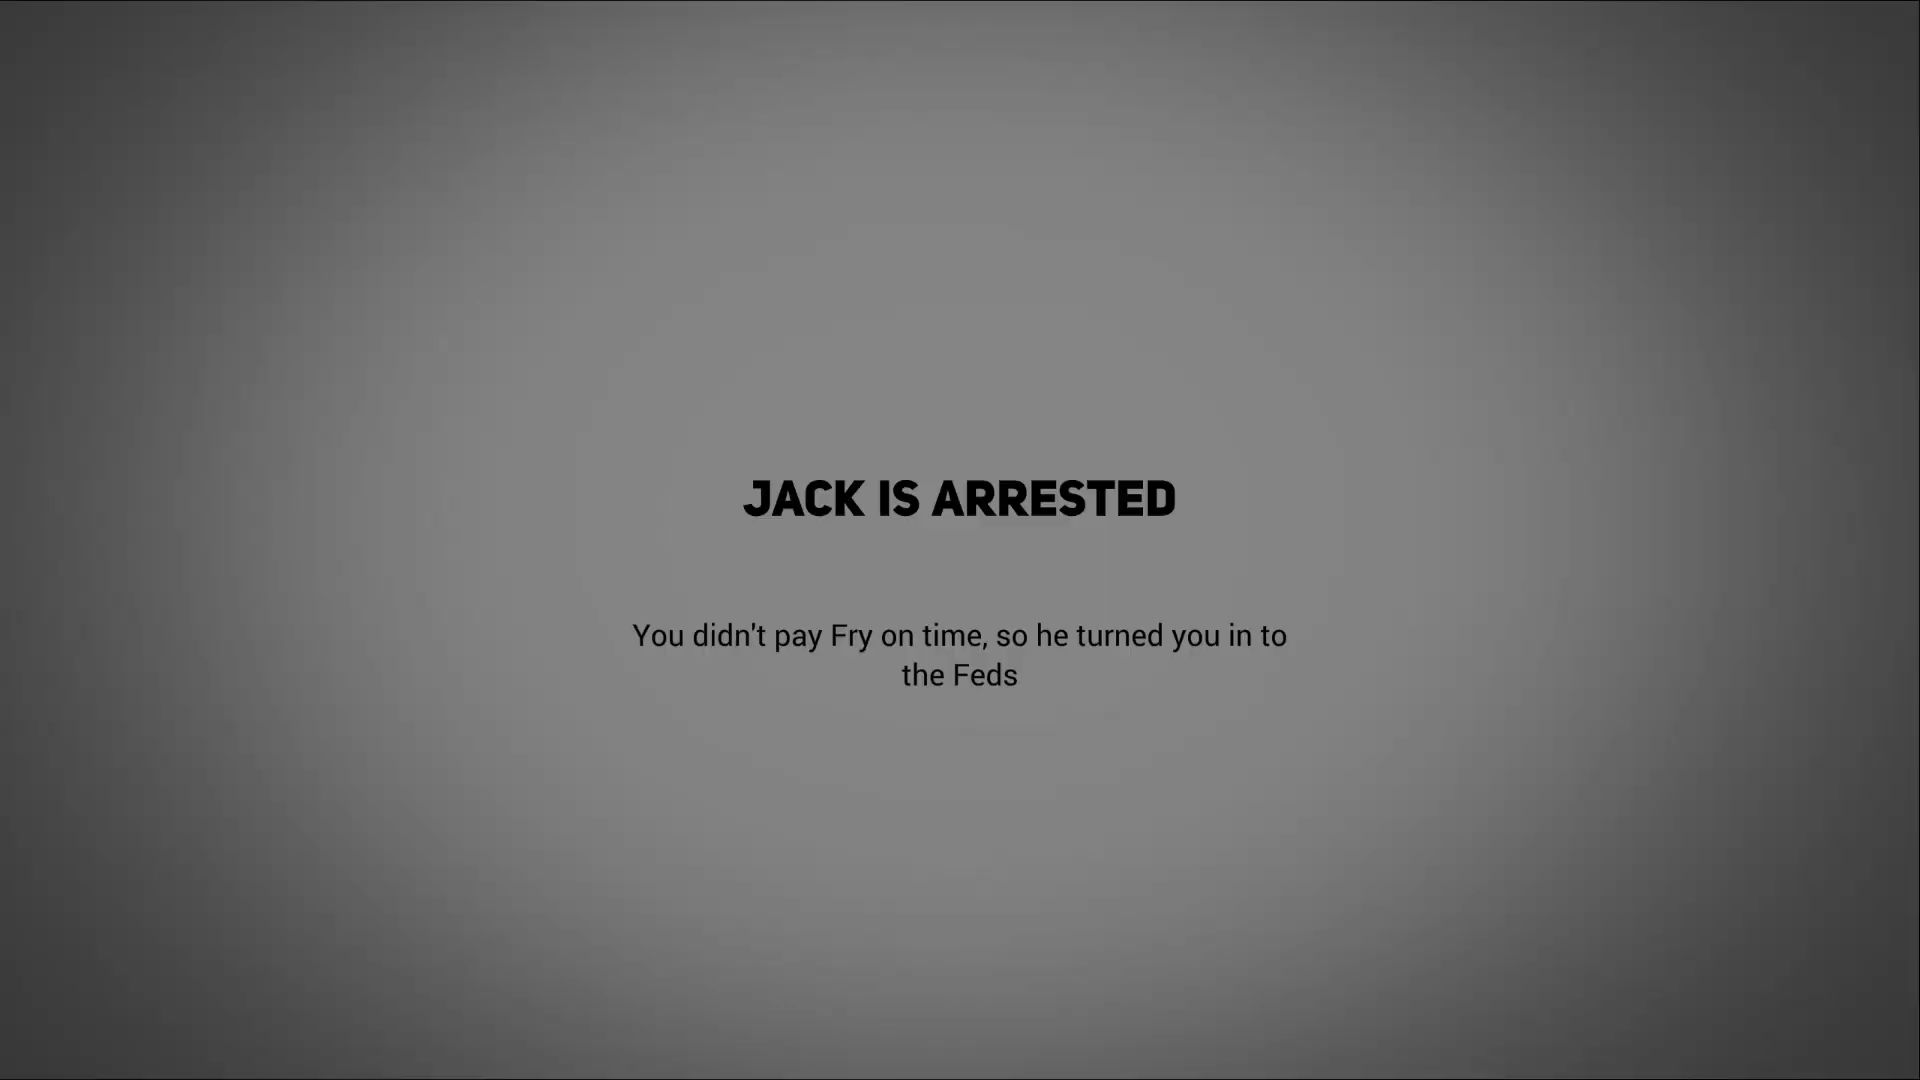 JACK IS ARRESTED
You didn't pay Fry on time, so he turned you in to
the Feds